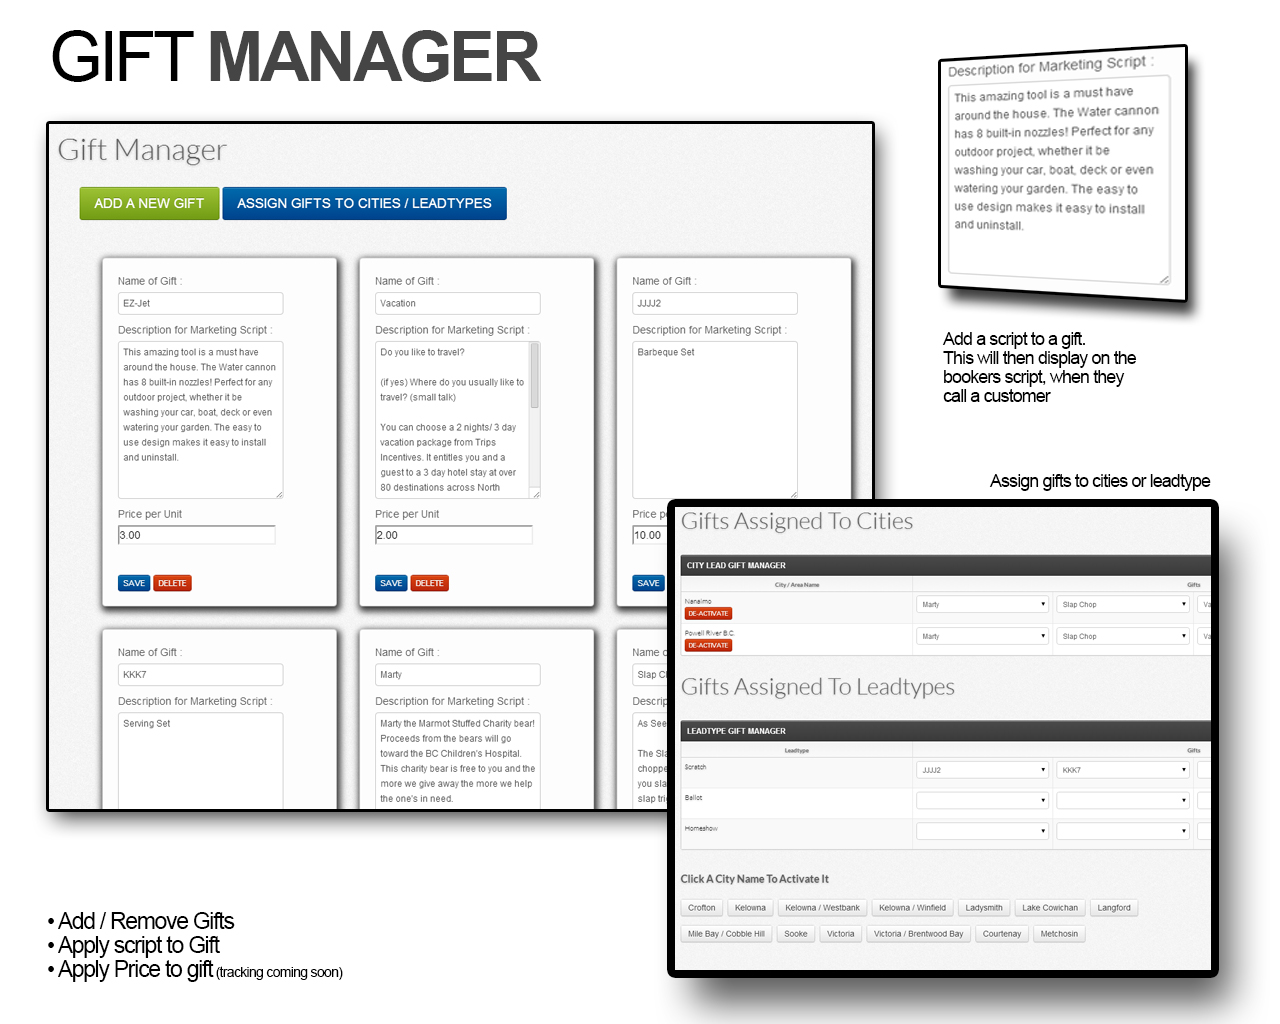 GIFT MANAGER
Gift Manager
ADD A NEW GIFT
ASSIGN GIFTS TO CITIES / LEADTYPES
Name of Gift :
EZ-Jet
Description for Marketing Script :
This amazing tool is a must have
around the house. The Water cannon
has 8 built-in nozzles! Perfect for any
outdoor project, whether it be
washing your car, boat, deck or even
watering your garden. The easy to
use design makes it easy to install
and uninstall.
Price per Unit
3.00
SAVE
DELETE
Name of Gift :
Vacation
Description for Marketing Script :
Do you like to travel?
(if yes) Where do you usually like to
travel? (small talk)
You can choose a 2 nights/ 3 day
vacation package from Trips
Incentives. It entitles you and a
guest to a 3 day hotel stay at over
80 destinations across North
Price per Unit
2.00
SAVE
DELETE
Name of Gift :
JJJJ2
Description for Marketing Script :
Barbeque Set
Price p
10.00
SAVE
Name of Gift :
KKK7
Description for Marketing Script :
Serving Set
Name of Gift :
Marty
Description for Marketing Script :
Marty the Marmot Stuffed Charity bear!
Proceeds from the bears will go
toward the BC Children's Hospital.
This charity bear is free to you and the
more we give away the more we help
the one's in need.
Name
Slap C
Descrip
As See
The Sla
choppe
you sla
slap tri
Description for Marketing Script :
This amazing tool is a must have
around the house. The Water cannon
has 8 built-in nozzles! Perfect for any
outdoor project, whether it be
washing your car, boat, deck or even
watering your garden. The easy to
use design makes it easy to install
and uninstall.
Add a script to a gift.
This will then display on the
bookers script, when they
call a customer
Assign gifts to cities or leadtype
Gifts Assigned To Cities
CITY LEAD GIFT MANAGER
City / Area Name
Gifts
Nanaimo
DE-ACTIVATE
Marty
Slap Chop
Va
Powell River B.C.
DE-ACTIVATE
Marty
Slap Chop
Va
Gifts Assigned To Leadtypes
LEADTYPE GIFT MANAGER
Leadtype
Gifts
Scratch
JJJJ2
KKK7
Ballot
Homeshow
Click A City Name To Activate It
Crofton
Kelowna
Kelowna / Westbank
Kelowna / Winfield
Ladysmith
Lake Cowichan
Langford
Mile Bay / Cobble Hill
Sooke
Victoria
Victoria / Brentwood Bay
Courtenay
Metchosin
• Add / Remove Gifts
• Apply script to Gift
• Apply Price to gift (tracking coming soon)